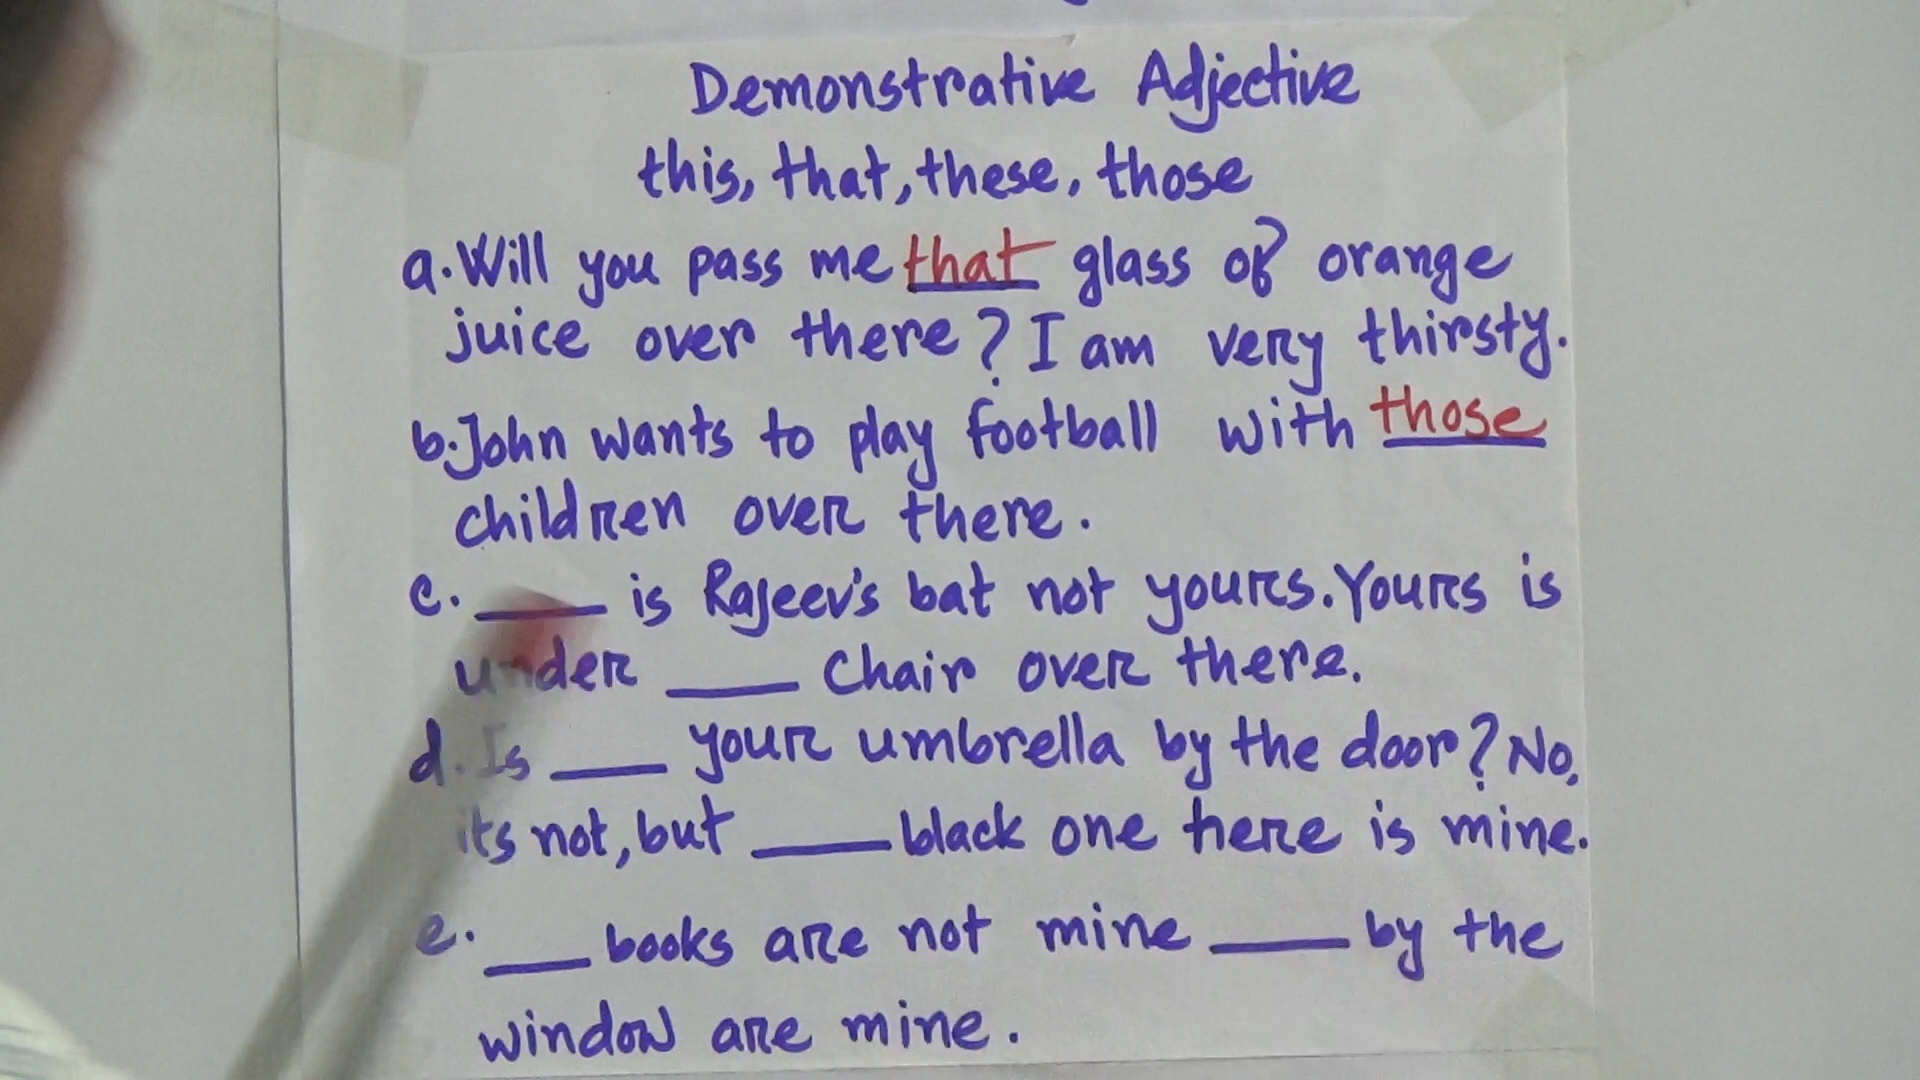 Demonstrative Adjective
this, that, these, those
a. Will you pass me that glass of orange
juice over there? I am very thirsty.
b. John wants to play football with those
children over there.
c. ____ is Rajeev's bat not yours. Yours is
under ____ chair over there.
d. Is ____ your umbrella by the door? No,
its not, but ____ black one here is mine.
e. ____ books are not mine ____ by the
window are mine.